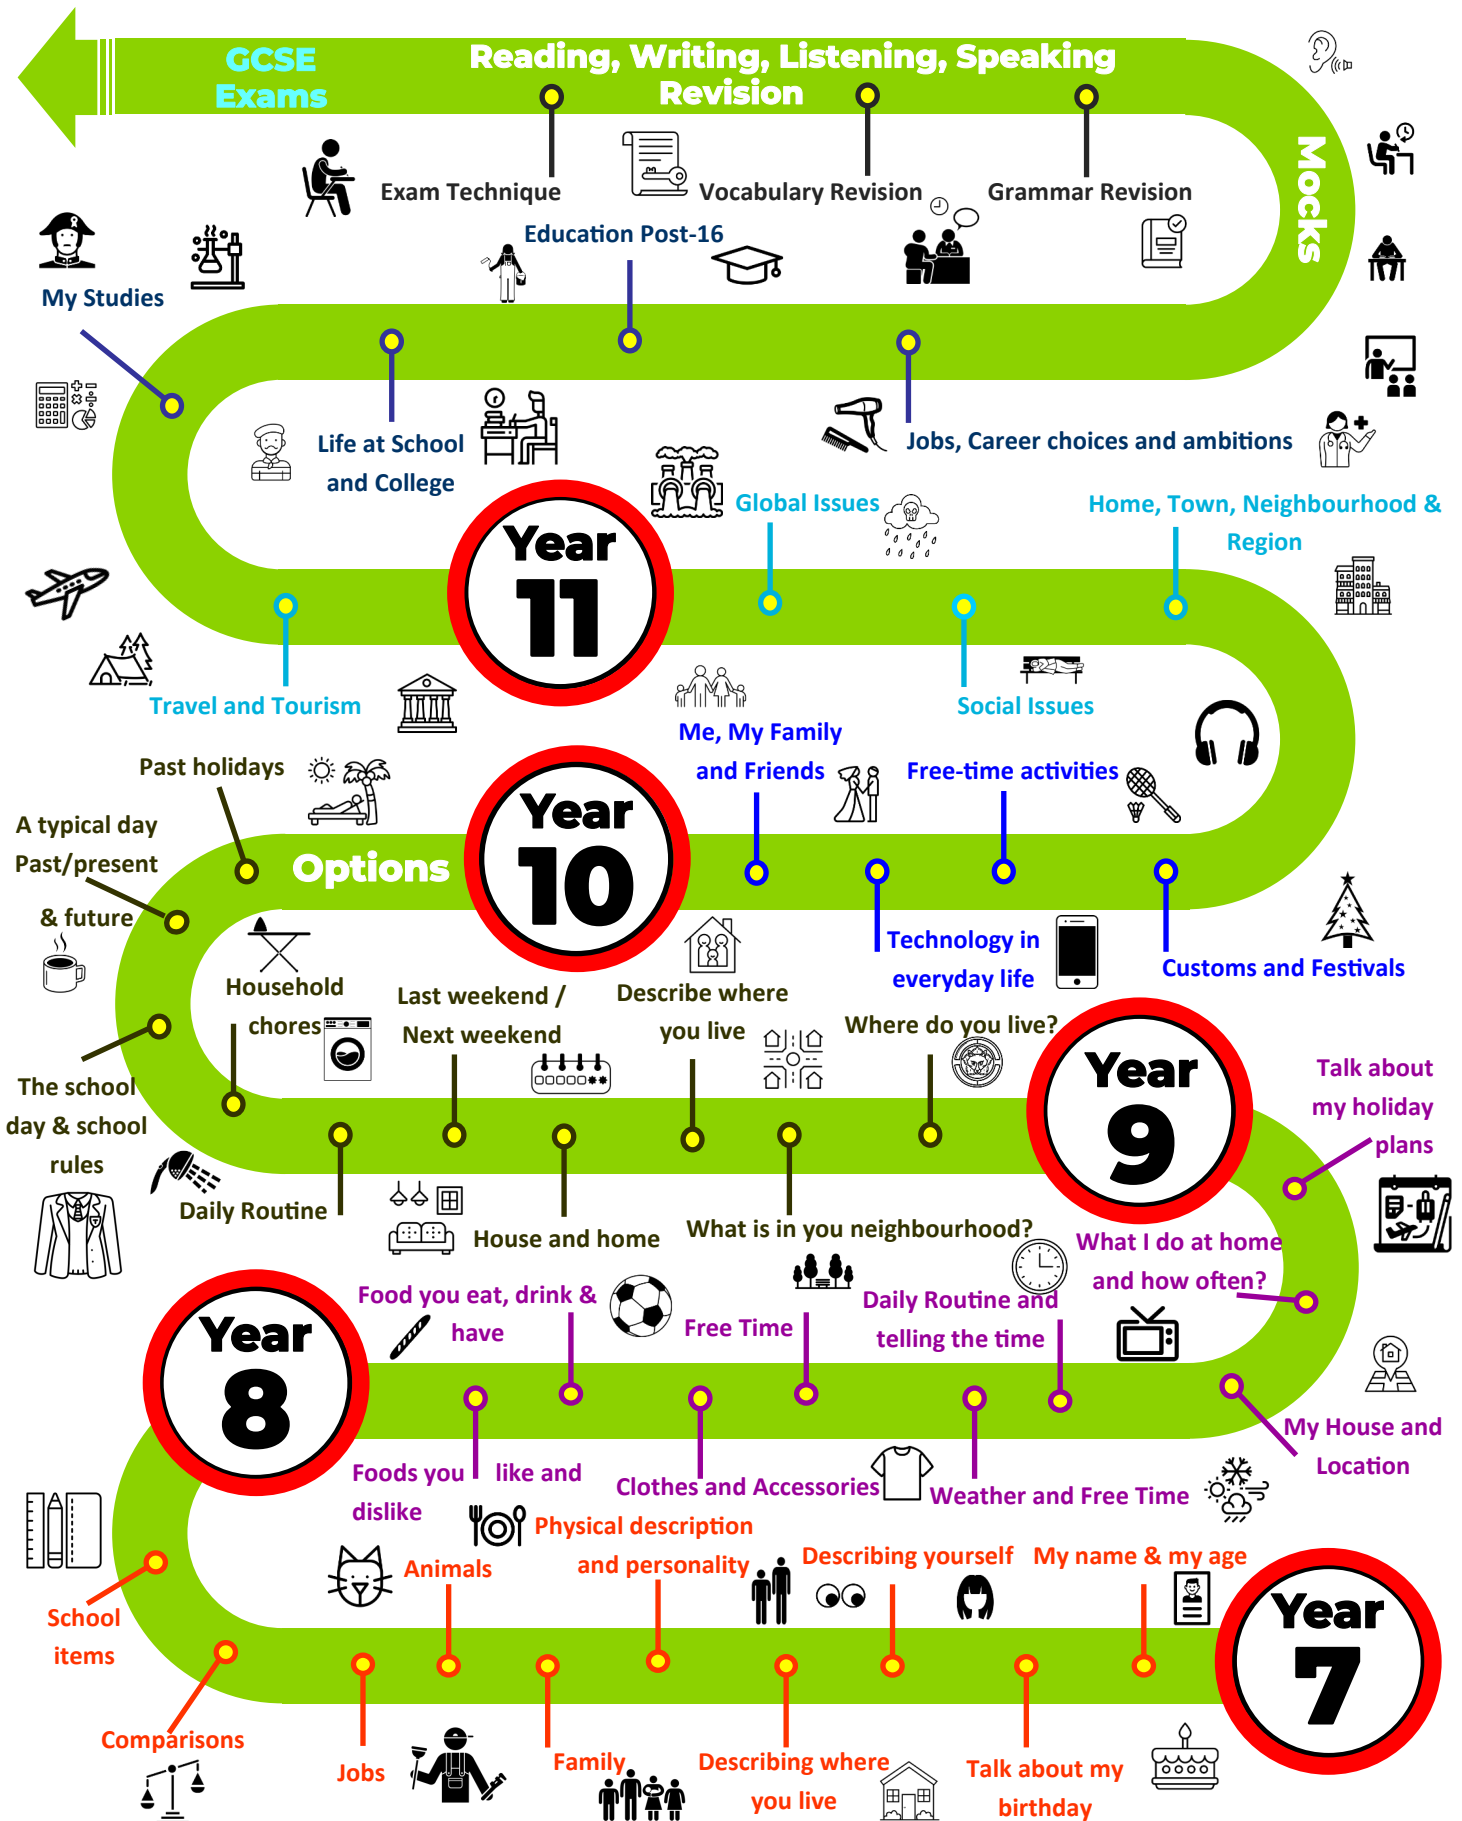 GCSE
Exams
Reading, Writing, Listening, Speaking
Revision
Mocks
Exam Technique
Vocabulary Revision
Grammar Revision
Education Post-16
My Studies
Life at School
and College
Jobs, Career choices and ambitions
Year
11
Global Issues
Home, Town, Neighbourhood &
Region
Travel and Tourism
Social Issues
Me, My Family
and Friends
Free-time activities
Past holidays
A typical day
Past/present
& future
Options
Year
10
Technology in
everyday life
Customs and Festivals
Household
chores
Last weekend /
Next weekend
Describe where
you live
Where do you live?
Year
9
The school
day & school
rules
Daily Routine
House and home
What is in you neighbourhood?
Talk about
my holiday
plans
What I do at home
and how often?
Year
8
Food you eat, drink &
have
Free Time
Daily Routine and
telling the time
My House and
Location
Foods you like and
dislike
Clothes and Accessories
Weather and Free Time
School
items
Animals
Physical description
and personality
Describing yourself
My name & my age
Year
7
Comparisons
Jobs
Family
Describing where
you live
Talk about my
birthday